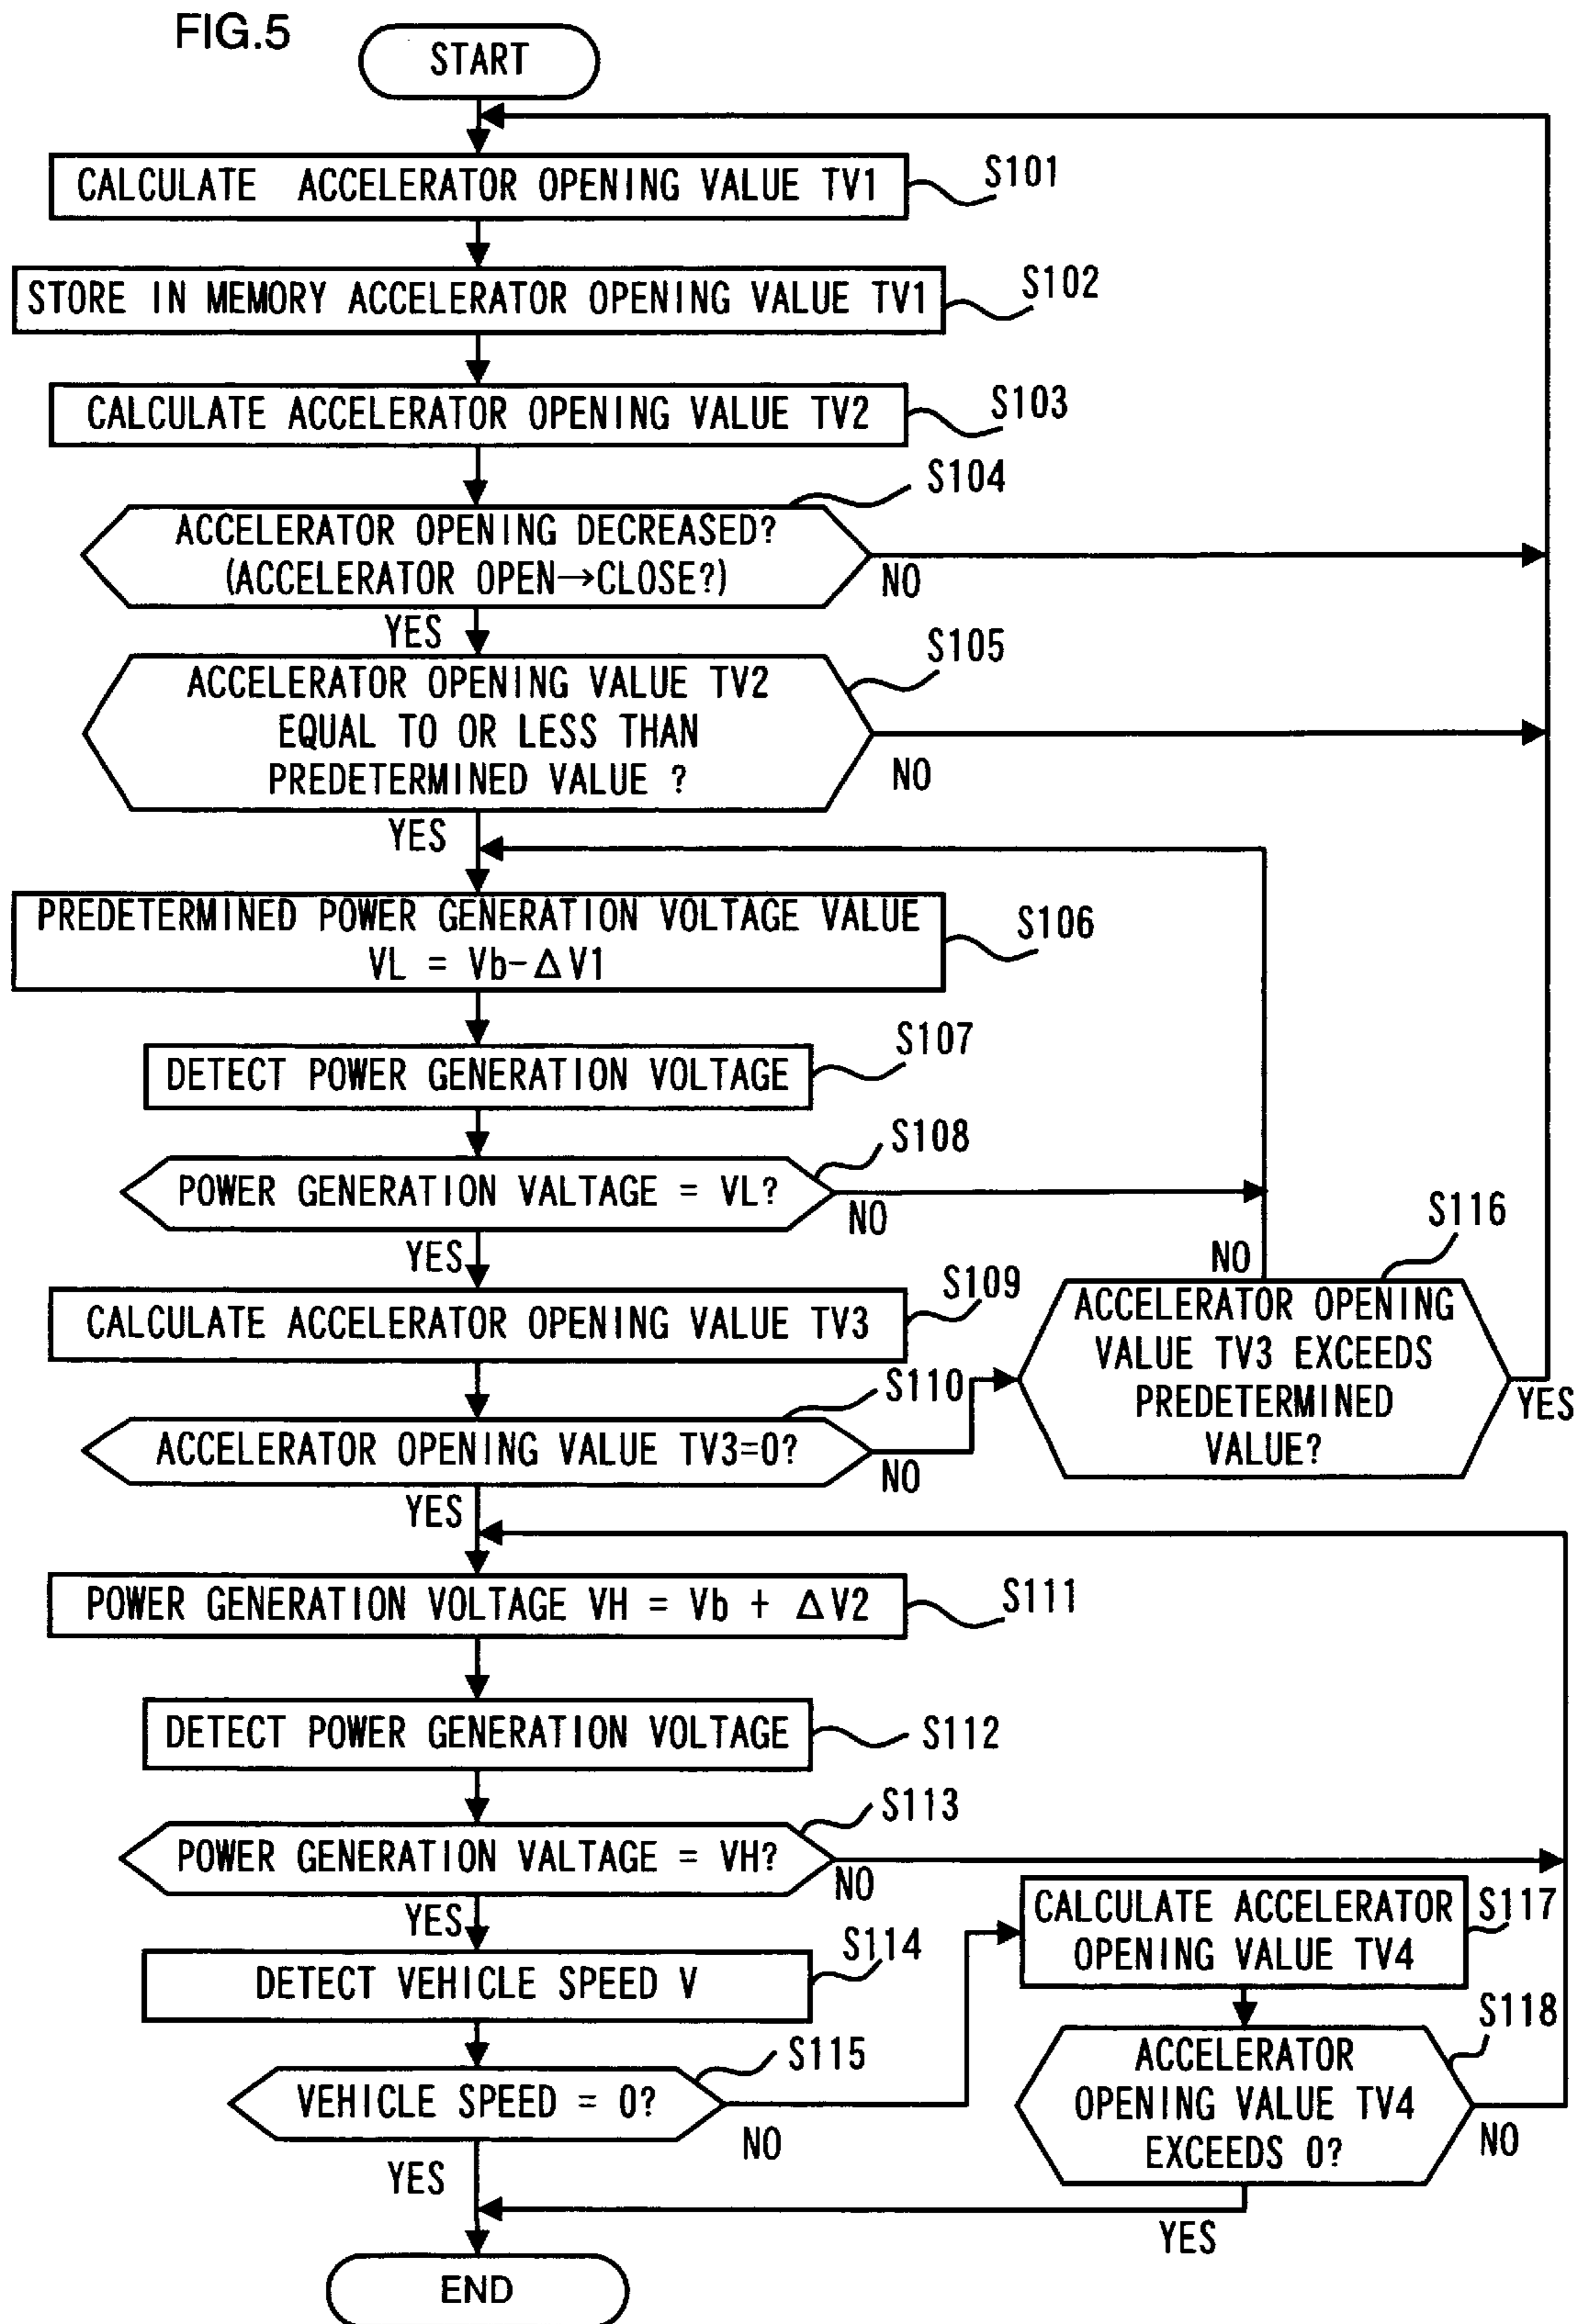 FIG.5
START
CALCULATE ACCELERATOR OPENING VALUE TV1
S101
STORE IN MEMORY ACCELERATOR OPENING VALUE TV1
S102
CALCULATE ACCELERATOR OPENING VALUE TV2
S103
S104
ACCELERATOR OPENING DECREASED?
(ACCELERATOR OPEN→CLOSE?)
NO
YES
S105
ACCELERATOR OPENING VALUE TV2
EQUAL TO OR LESS THAN
PREDETERMINED VALUE ?
NO
YES
PREDETERMINED POWER GENERATION VOLTAGE VALUE
VL = Vb-ΔV1
S106
DETECT POWER GENERATION VOLTAGE
S107
S108
POWER GENERATION VALTAGE = VL?
NO
YES
CALCULATE ACCELERATOR OPENING VALUE TV3
S109
S110
ACCELERATOR OPENING VALUE TV3=0?
NO
YES
S116
NO
ACCELERATOR OPENING
VALUE TV3 EXCEEDS
PREDETERMINED
VALUE?
YES
POWER GENERATION VOLTAGE VH = Vb + ΔV2
S111
DETECT POWER GENERATION VOLTAGE
S112
S113
POWER GENERATION VALTAGE = VH?
NO
YES
DETECT VEHICLE SPEED V
S114
S115
VEHICLE SPEED = 0?
NO
YES
CALCULATE ACCELERATOR
OPENING VALUE TV4
S117
S118
ACCELERATOR
OPENING VALUE TV4
EXCEEDS 0?
NO
YES
END